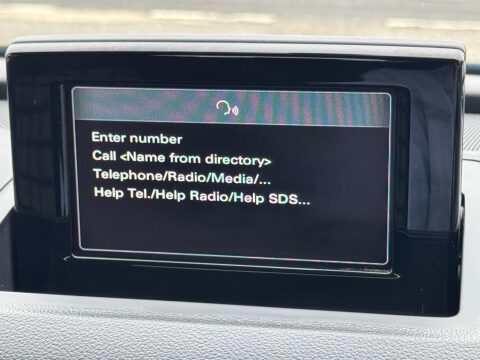 Enter number
Call <Name from directory>
Telephone/Radio/Media/...
Help Tel./Help Radio/Help SDS...